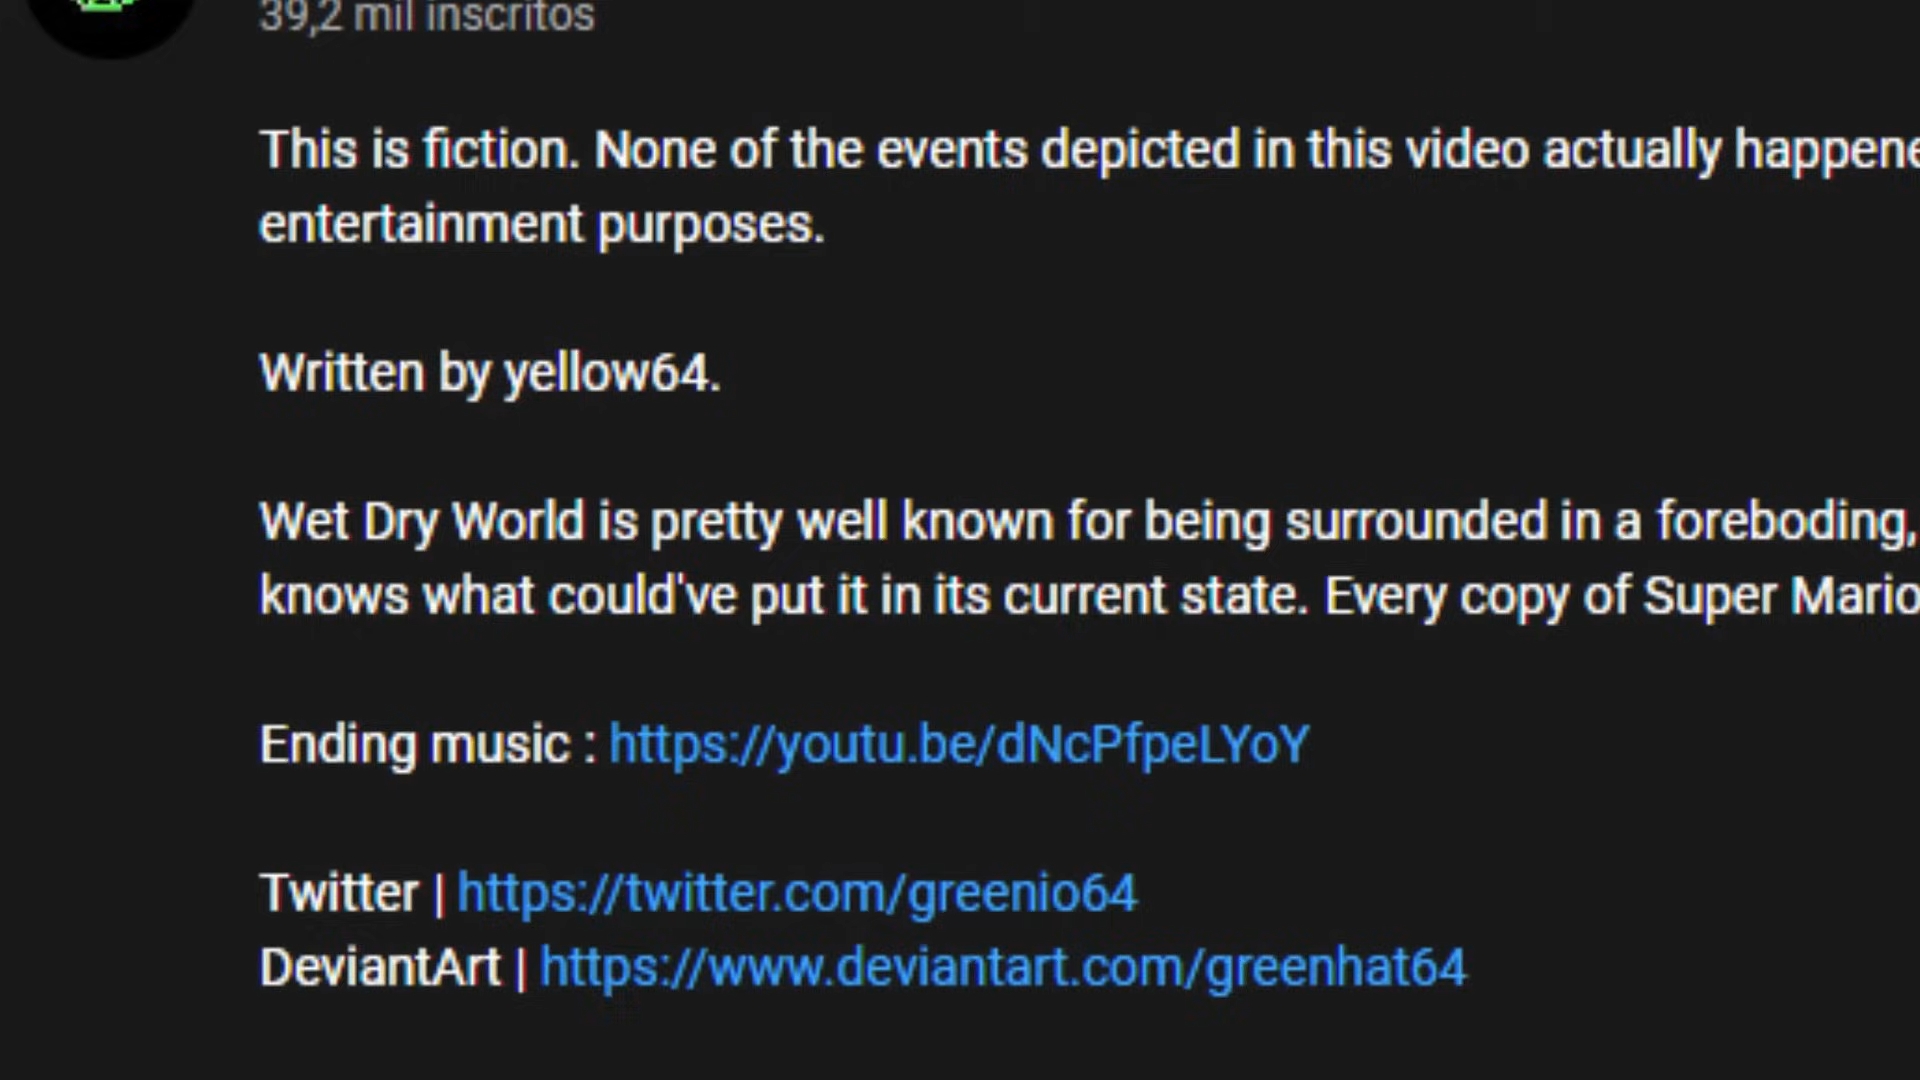 39,2 mil inscritos
This is fiction. None of the events depicted in this video actually
entertainment purposes.
Written by yellow64.
Wet Dry World is pretty well known for being surrounded in a foreboding,
knows what could've put it in its current state. Every copy of Super Mario
Ending music : https://youtu.be/dNcPfpeLYoY
Twitter | https://twitter.com/greenio64
DeviantArt | https://www.deviantart.com/greenhat64